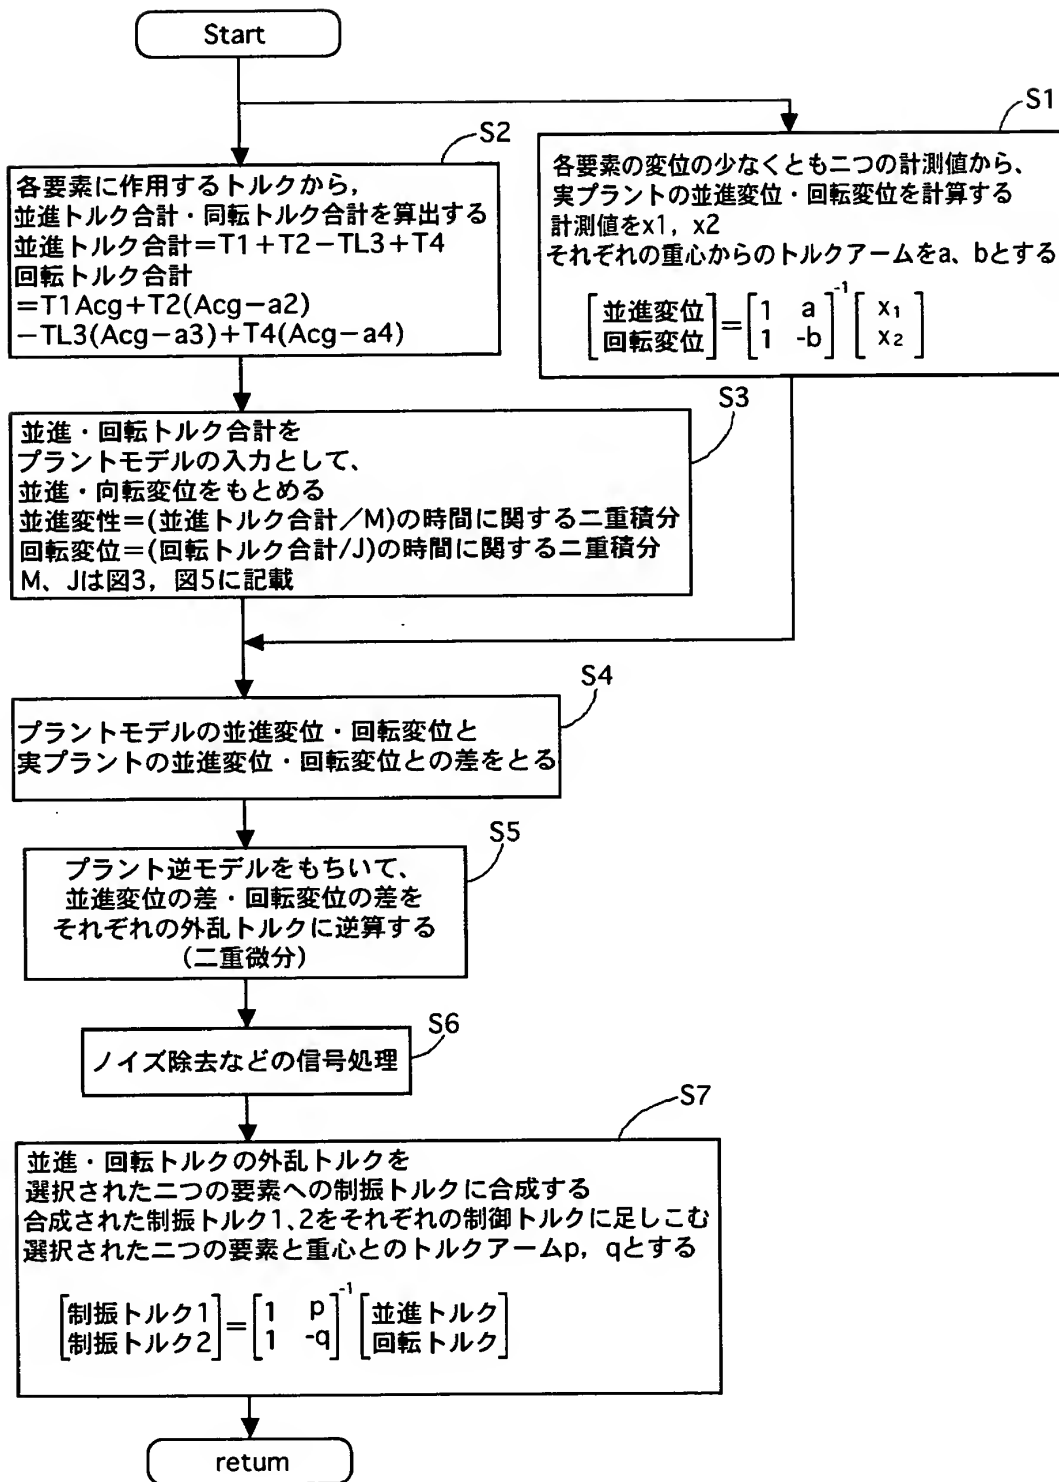 Start
S1
S2
各要素に作用するトルクから,
並進トルク合計・同転トルク合計を算出する
並進トルク合計=T1+T2-TL3+T4
回転トルク合計
=T1Acg+T2(Acg-a2)
-TL3(Acg-a3)+T4(Acg-a4)
各要素の変位の少なくとも二つの計測値から、
実プラントの並進変位・回転変位を計算する
計測値をx1, x2
それぞれの重心からのトルクアームをa、bとする
[並進変位 回転変位]=[1 a 1 -b]-1[x1 x2]
S3
並進・回転トルク合計を
プラントモデルの入力として、
並進・向転変位をもとめる
並進変性=(並進トルク合計/M)の時間に関する二重積分
回転変位=(回転トルク合計/J)の時間に関する二重積分
M、Jは図3, 図5に記載
S4
プラントモデルの並進変位・回転変位と
実プラントの並進変位・回転変位との差をとる
S5
プラント逆モデルをもちいて、
並進変位の差・回転変位の差を
それぞれの外乱トルクに逆算する
(二重微分)
S6
ノイズ除去などの信号処理
S7
並進・回転トルクの外乱トルクを
選択された二つの要素への制振トルクに合成する
合成された制振トルク1、2をそれぞれの制御トルクに足しこむ
選択された二つの要素と重心とのトルクアームp, qとする
[制振トルク1 制振トルク2]=[1 p 1 -q]-1[並進トルク 回転トルク]
return